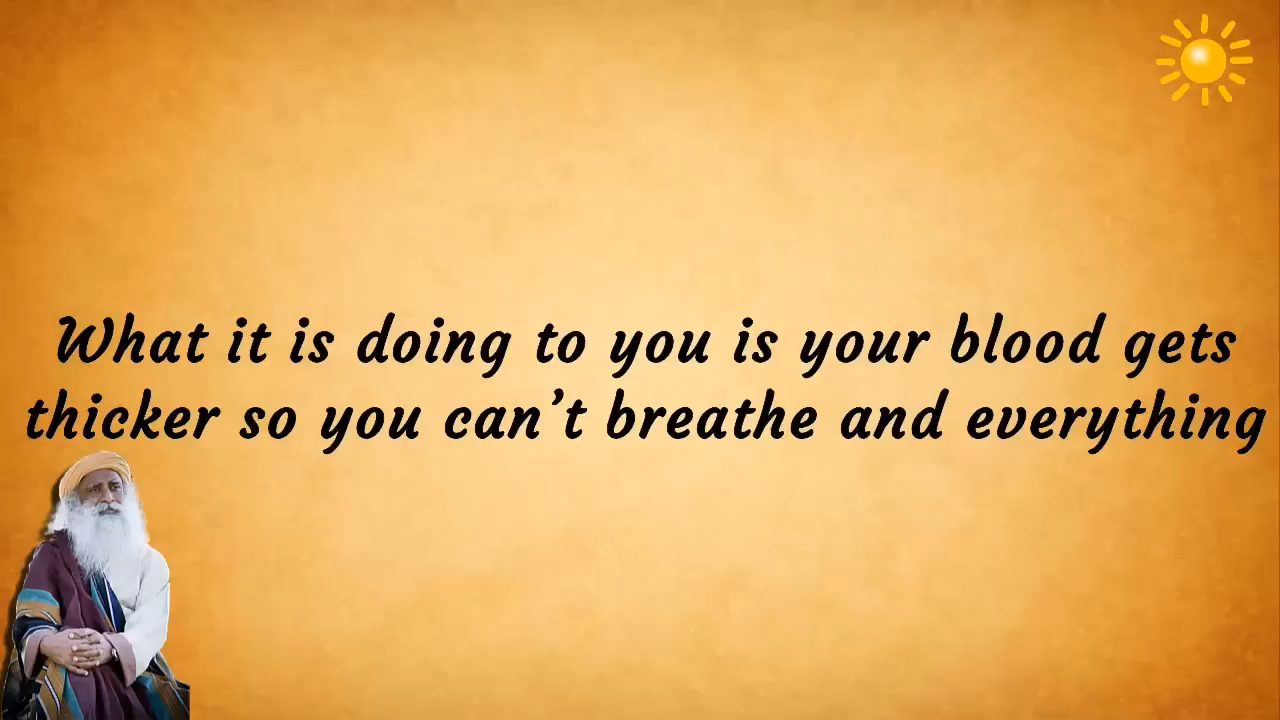 What it is doing to you is your blood gets
thicker so you can’t breathe and everything